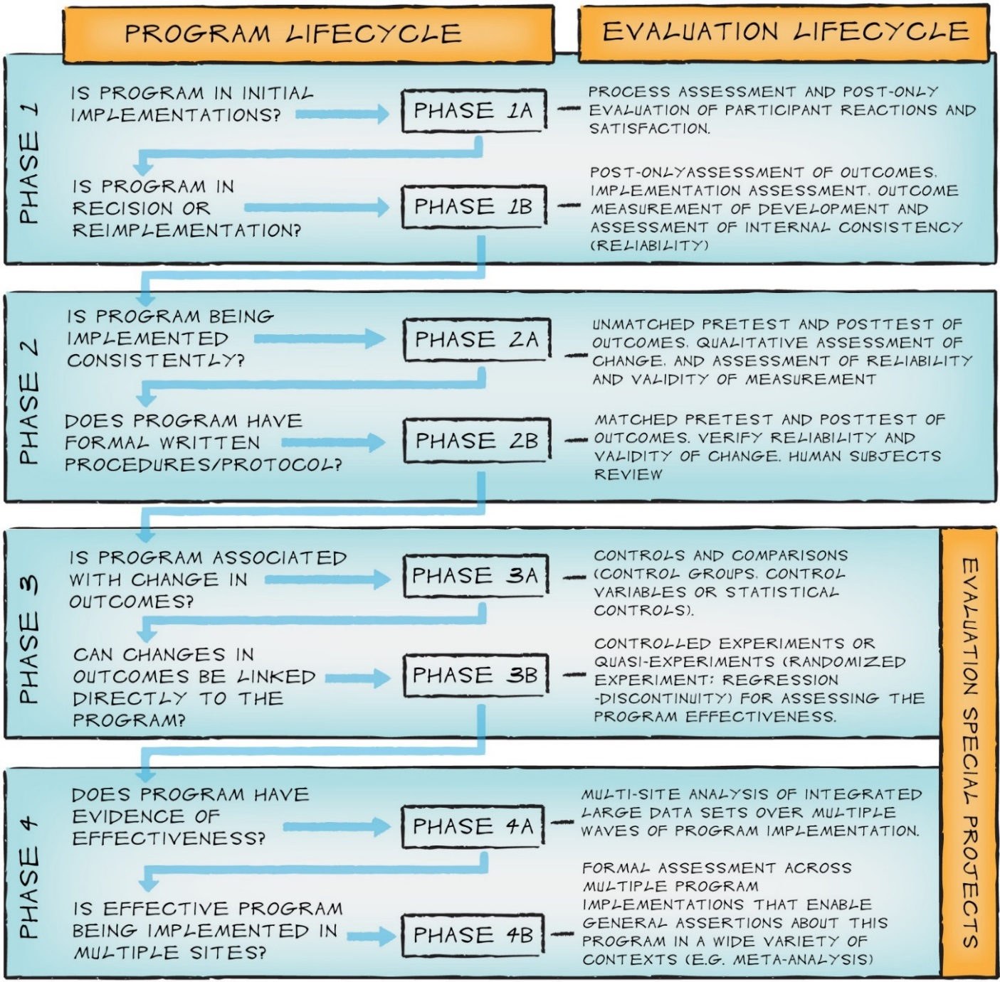 PROGRAM LIFECYCLE
EVALUATION LIFECYCLE
PHASE 1
IS PROGRAM IN INITIAL
IMPLEMENTATIONS?
PHASE 1A
PROCESS ASSESSMENT AND POST-ONLY
EVALUATION OF PARTICIPANT REACTIONS AND
SATISFACTION.
IS PROGRAM IN
RECISION OR
REIMPLEMENTATION?
PHASE 1B
POST-ONLYASSESSMENT OF OUTCOMES.
IMPLEMENTATION ASSESSMENT. OUTCOME
MEASUREMENT OF DEVELOPMENT AND
ASSESSMENT OF INTERNAL CONSISTENCY
(RELIABILITY)
PHASE 2
IS PROGRAM BEING
IMPLEMENTED
CONSISTENTLY?
PHASE 2A
UNMATCHED PRETEST AND POSTTEST OF
OUTCOMES, QUALITATIVE ASSESSMENT OF
CHANGE, AND ASSESSMENT OF RELIABILITY
AND VALIDITY OF MEASUREMENT
DOES PROGRAM HAVE
FORMAL WRITTEN
PROCEDURES/PROTOCOL?
PHASE 2B
MATCHED PRETEST AND POSTTEST OF
OUTCOMES. VERIFY RELIABILITY AND
VALIDITY OF CHANGE. HUMAN SUBJECTS
REVIEW
PHASE 3
IS PROGRAM ASSOCIATED
WITH CHANGE IN
OUTCOMES?
PHASE 3A
CONTROLS AND COMPARISONS
(CONTROL GROUPS, CONTROL
VARIABLES OR STATISTICAL
CONTROLS).
CAN CHANGES IN
OUTCOMES BE LINKED
DIRECTLY TO THE
PROGRAM?
PHASE 3B
CONTROLLED EXPERIMENTS OR
QUASI-EXPERIMENTS (RANDOMIZED
EXPERIMENT; REGRESSION
-DISCONTINUITY) FOR ASSESSING THE
PROGRAM EFFECTIVENESS.
PHASE 4
DOES PROGRAM HAVE
EVIDENCE OF
EFFECTIVENESS?
PHASE 4A
MULTI-SITE ANALYSIS OF INTEGRATED
LARGE DATA SETS OVER MULTIPLE
WAVES OF PROGRAM IMPLEMENTATION.
IS EFFECTIVE PROGRAM
BEING IMPLEMENTED IN
MULTIPLE SITES?
PHASE 4B
FORMAL ASSESSMENT ACROSS
MULTIPLE PROGRAM
IMPLEMENTATIONS THAT ENABLE
GENERAL ASSERTIONS ABOUT THIS
PROGRAM IN A WIDE VARIETY OF
CONTEXTS (E.G. META-ANALYSIS)
EVALUATION SPECIAL PROJECTS